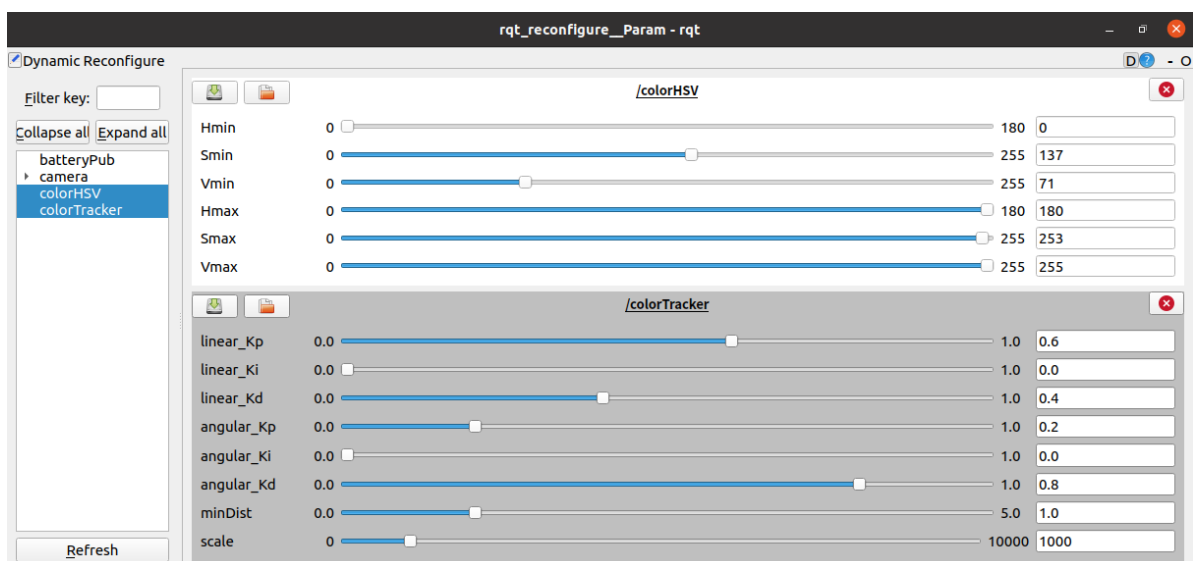 rqt_reconfigure__Param - rqt
Dynamic Reconfigure
D ? - O
Filter key:
Collapse all Expand all
batteryPub
camera
colorHSV
colorTracker
Refresh
/colorHSV
Hmin 0 180 0
Smin 0 255 137
Vmin 0 255 71
Hmax 0 180 180
Smax 0 255 253
Vmax 0 255 255
/colorTracker
linear_Kp 0.0 1.0 0.6
linear_Ki 0.0 1.0 0.0
linear_Kd 0.0 1.0 0.4
angular_Kp 0.0 1.0 0.2
angular_Ki 0.0 1.0 0.0
angular_Kd 0.0 1.0 0.8
minDist 0.0 5.0 1.0
scale 0 10000 1000